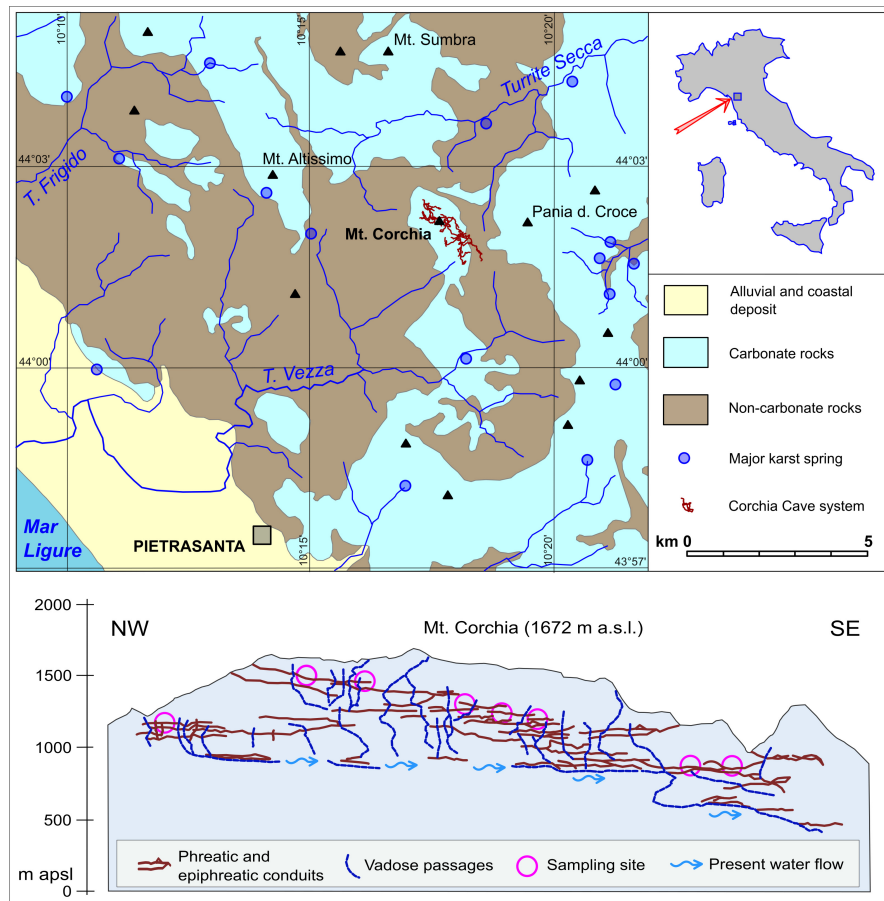 10°10'
10°15'
10°20'
Mt. Sumbra
Turrite Secca
44°03'
44°03'
T. Frigido
Mt. Altissimo
Pania d. Croce
Mt. Corchia
44°00'
44°00'
T. Vezza
Mar
Ligure
PIETRASANTA
10°15'
10°20'
43°57'
Alluvial and coastal
deposit
Carbonate rocks
Non-carbonate rocks
Major karst spring
Corchia Cave system
km 0 5
2000
NW
Mt. Corchia (1672 m a.s.l.)
SE
1500
1000
500
m apsl
0
Phreatic and
epiphreatic conduits
Vadose passages
Sampling site
Present water flow